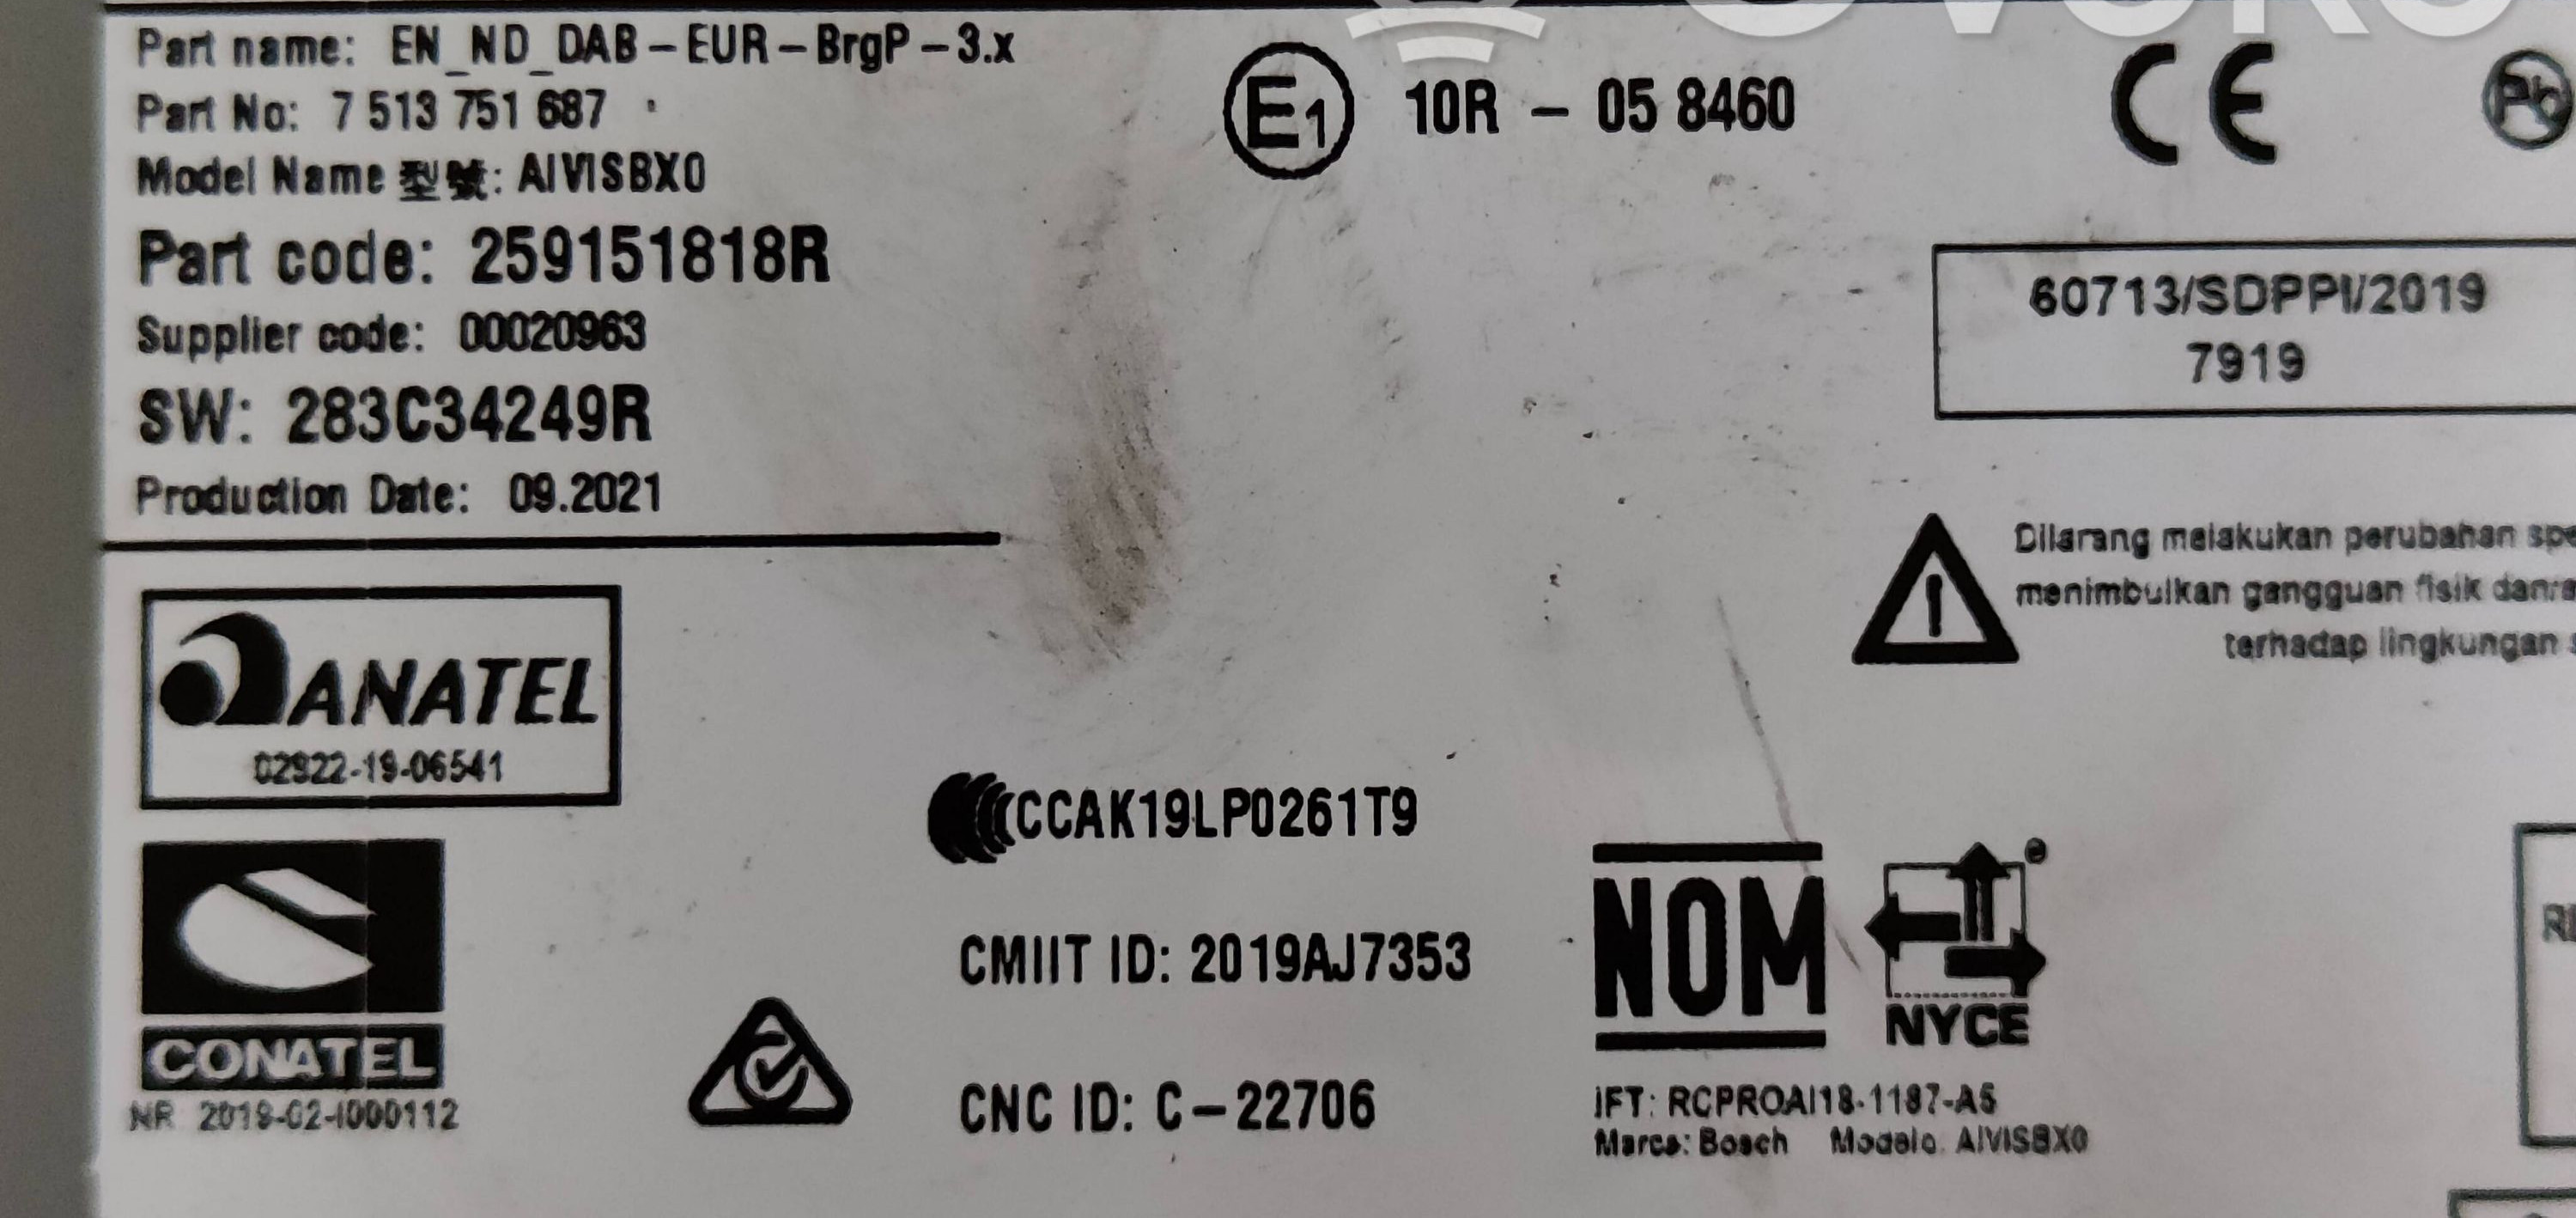 Part name: EN_ND_DAB-EUR-BrgP-3.x
Part No: 7 513 751 687
Model Name 型號: AIVISBX0
Part code: 259151818R
Supplier code: 00020963
SW: 283C34249R
Production Date: 09.2021
E1 10R - 05 8460
CE
Pb
60713/SDPPI/2019
7919
Dilarang melakukan perubahan
menimbulkan gangguan fisik
terhadap lingkungan
ANATEL
02922-19-06541
CCAK19LP0261T9
CONATEL
NR 2019-02-I000112
CMIIT ID: 2019AJ7353
CNC ID: C-22706
NOM
NYCE
IFT: RCPROAI18-1187-A5
Marca: Bosch Modelo. AIVISBX0